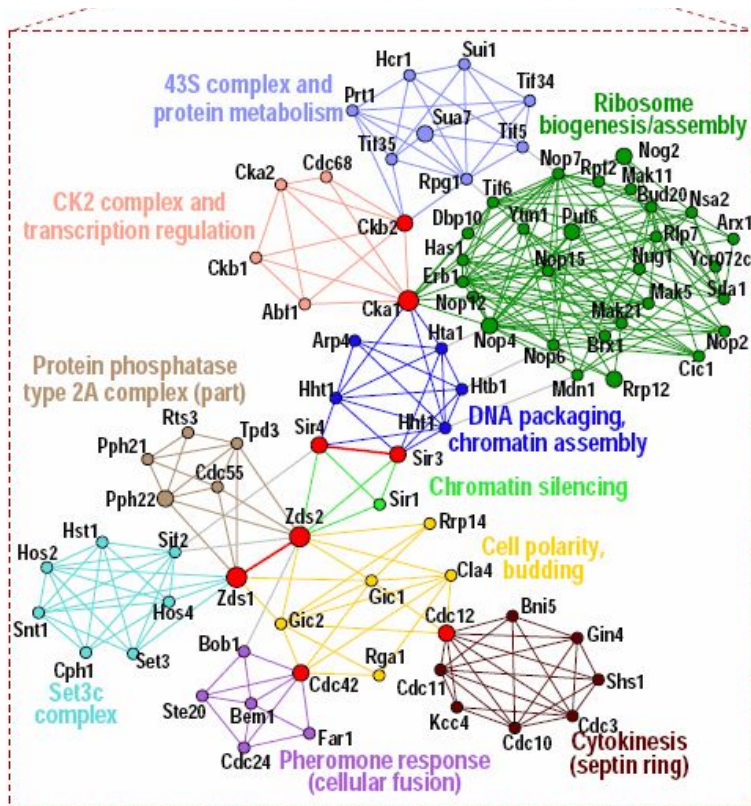 Hcr1
Sui1
43S complex and
protein metabolism
Prt1
Tif34
Sua7
Tif5
Tif35
Rpg1
Ribosome
biogenesis/assembly
Nog2
Nop7
Rpf2
Mak11
Bud20
Nsa2
Cka2
Cdc68
CK2 complex and
transcription regulation
Ckb2
Ckb1
Abf1
Cka1
Tif6
Dbp10
Ytm1
Puf6
Rlp7
Arx1
Has1
Nop15
Nug1
Ycr072c
Erb1
Nop12
Mak5
Sda1
Mak21
Nop4
Nop6
Brx1
Nop2
Cic1
Mdn1
Rrp12
Arp4
Hta1
Hht1
Htb1
Hhf1
DNA packaging,
chromatin assembly
Protein phosphatase
type 2A complex (part)
Rts3
Tpd3
Sir4
Sir3
Pph21
Cdc55
Pph22
Sir1
Chromatin silencing
Zds2
Rrp14
Hst1
Sif2
Cell polarity,
budding
Hos2
Zds1
Gic1
Cla4
Hos4
Snt1
Gic2
Cdc12
Bni5
Cph1
Set3
Set3c
complex
Bob1
Rga1
Gin4
Cdc42
Cdc11
Shs1
Ste20
Bem1
Kcc4
Cdc3
Far1
Cdc10
Cdc24
Pheromone response
(cellular fusion)
Cytokinesis
(septin ring)